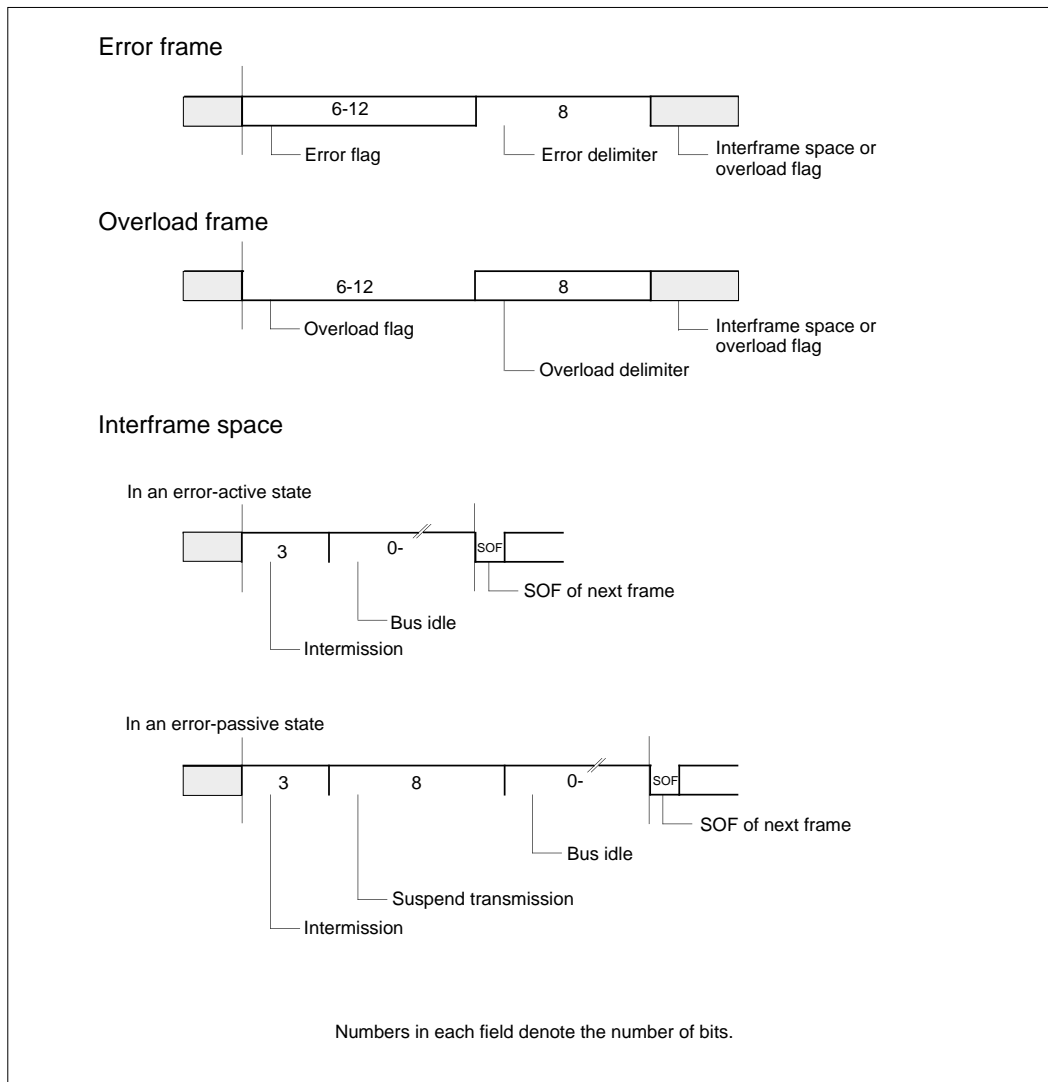 Error frame
6-12
8
Error flag
Error delimiter
Interframe space or
overload flag
Overload frame
6-12
8
Overload flag
Interframe space or
overload flag
Overload delimiter
Interframe space
In an error-active state
3
0-
SOF
SOF of next frame
Bus idle
Intermission
In an error-passive state
3
8
0-
SOF
SOF of next frame
Bus idle
Suspend transmission
Intermission
Numbers in each field denote the number of bits.